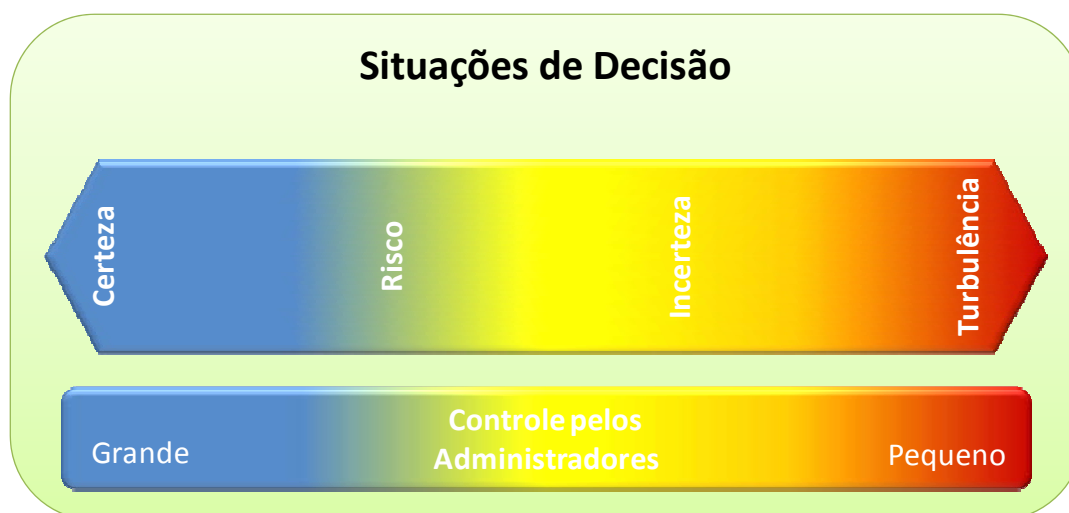 Situações de Decisão
Certeza
Risco
Incerteza
Turbulência
Controle pelos
Administradores
Grande
Pequeno